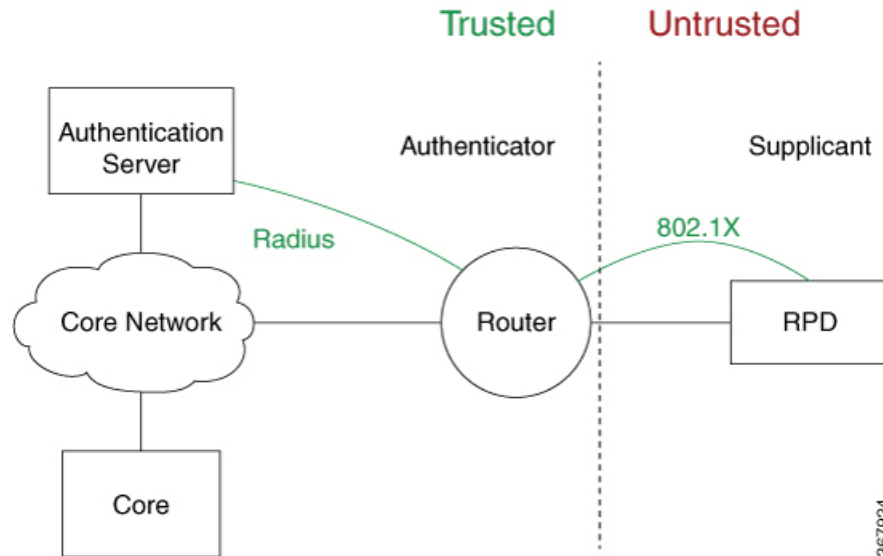 Trusted
Untrusted
Authentication
Server
Authenticator
Supplicant
Radius
802.1X
Core Network
Router
RPD
Core